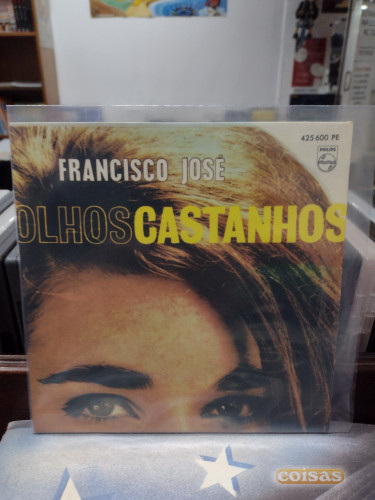 425 600 PE
PHILIPS
FRANCISCO JOSÉ
OLHOS CASTANHOS
coisas